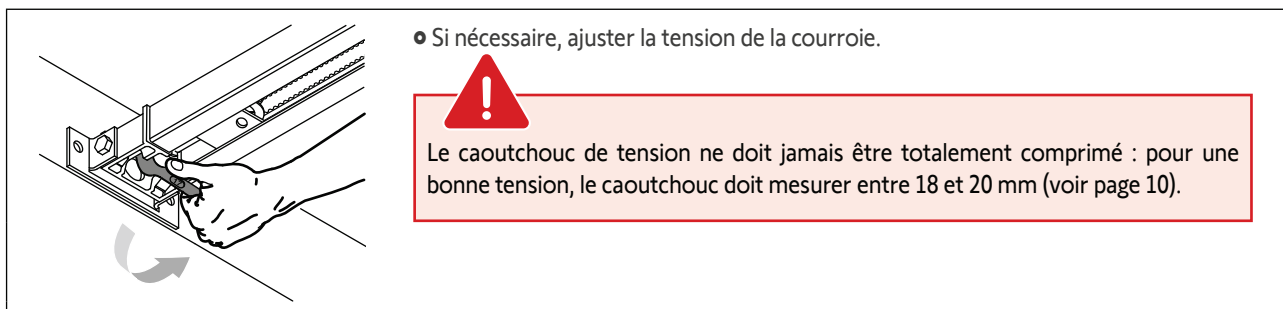 Si nécessaire, ajuster la tension de la courroie.
Le caoutchouc de tension ne doit jamais être totalement comprimé : pour une
bonne tension, le caoutchouc doit mesurer entre 18 et 20 mm (voir page 10).